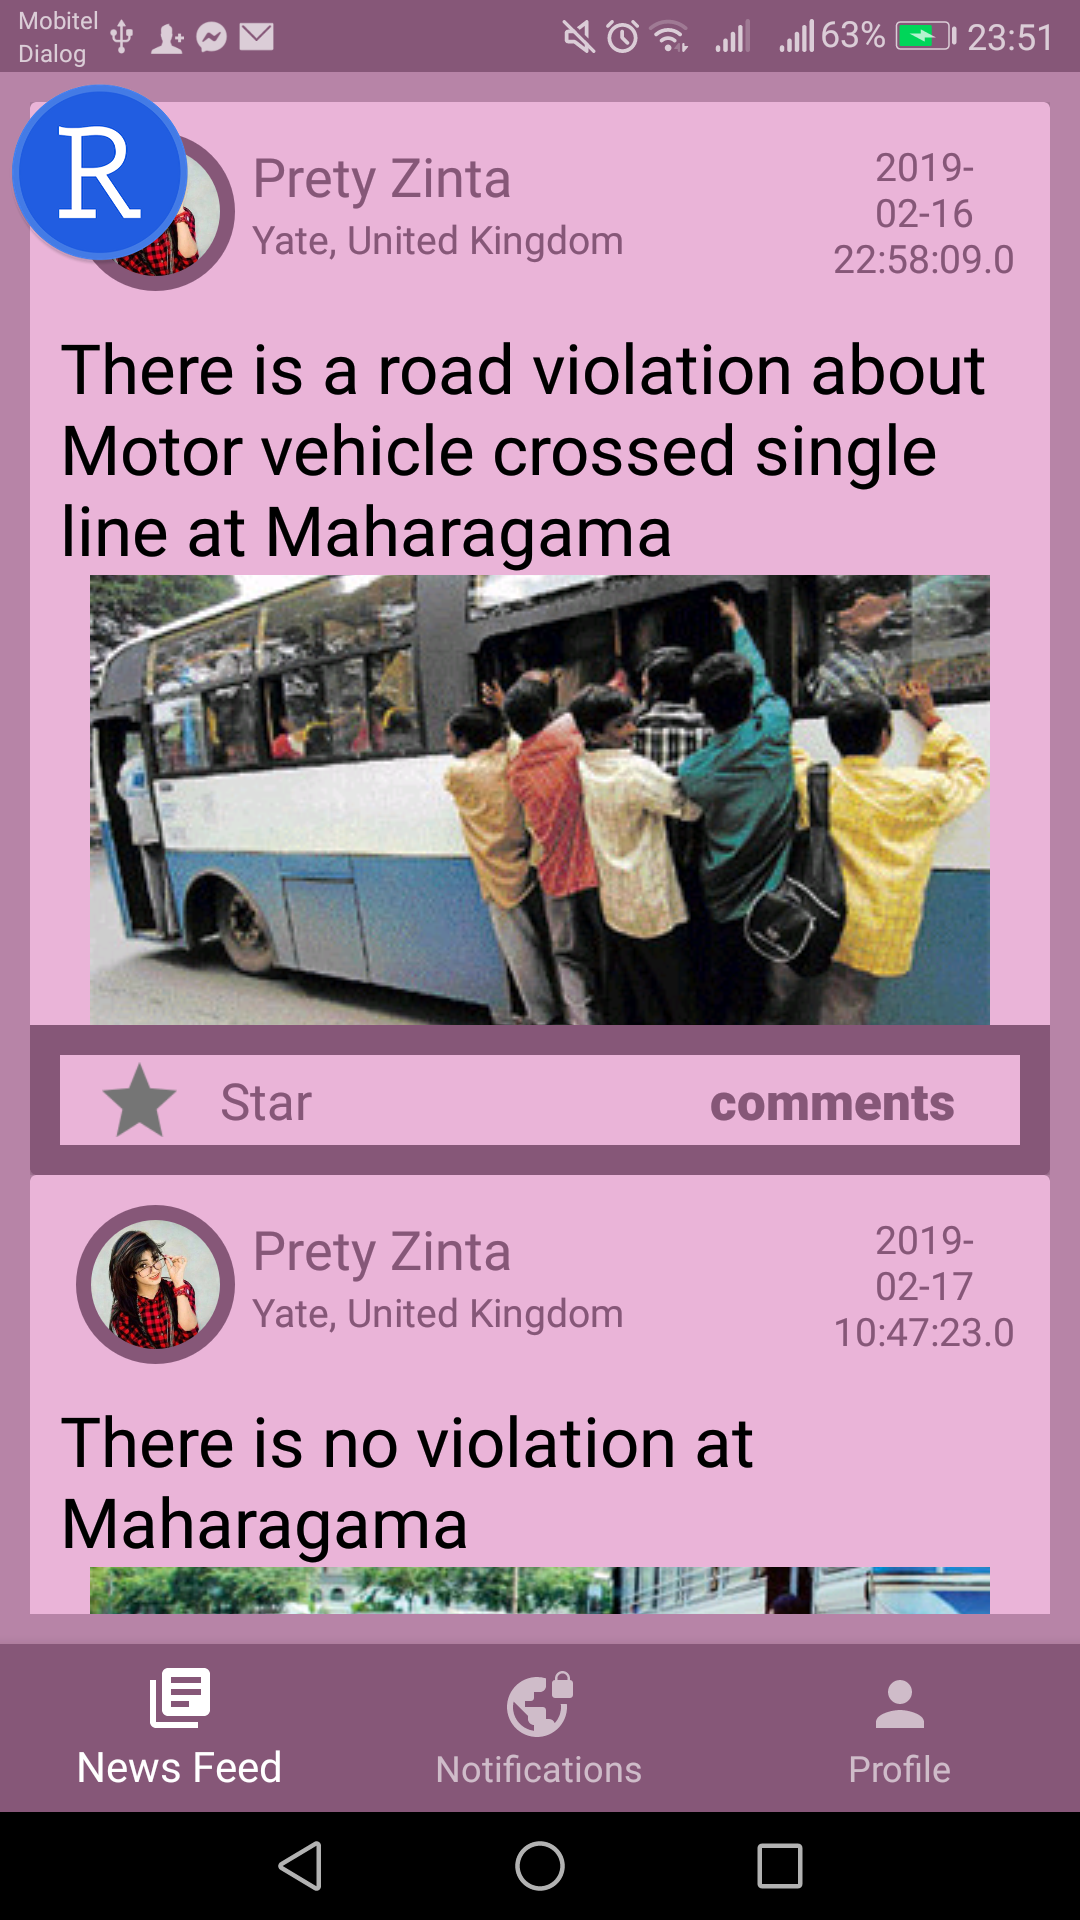 Mobitel
Dialog
63%
23:51
R
Prety Zinta
Yate, United Kingdom
2019-
02-16
22:58:09.0
There is a road violation about
Motor vehicle crossed single
line at Maharagama
Star
comments
Prety Zinta
Yate, United Kingdom
2019-
02-17
10:47:23.0
There is no violation at
Maharagama
News Feed
Notifications
Profile